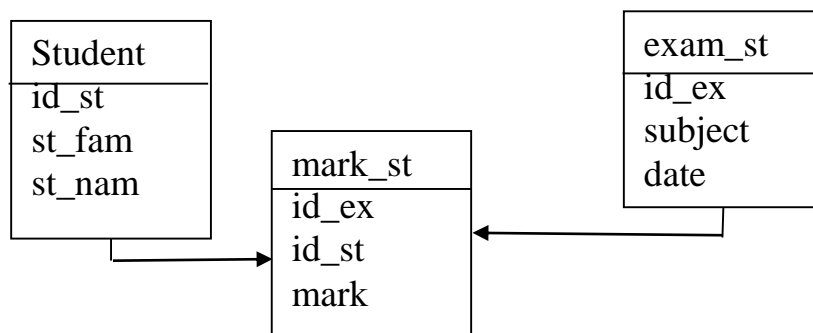 Student
id_st
st_fam
st_nam
mark_st
id_ex
id_st
mark
exam_st
id_ex
subject
date